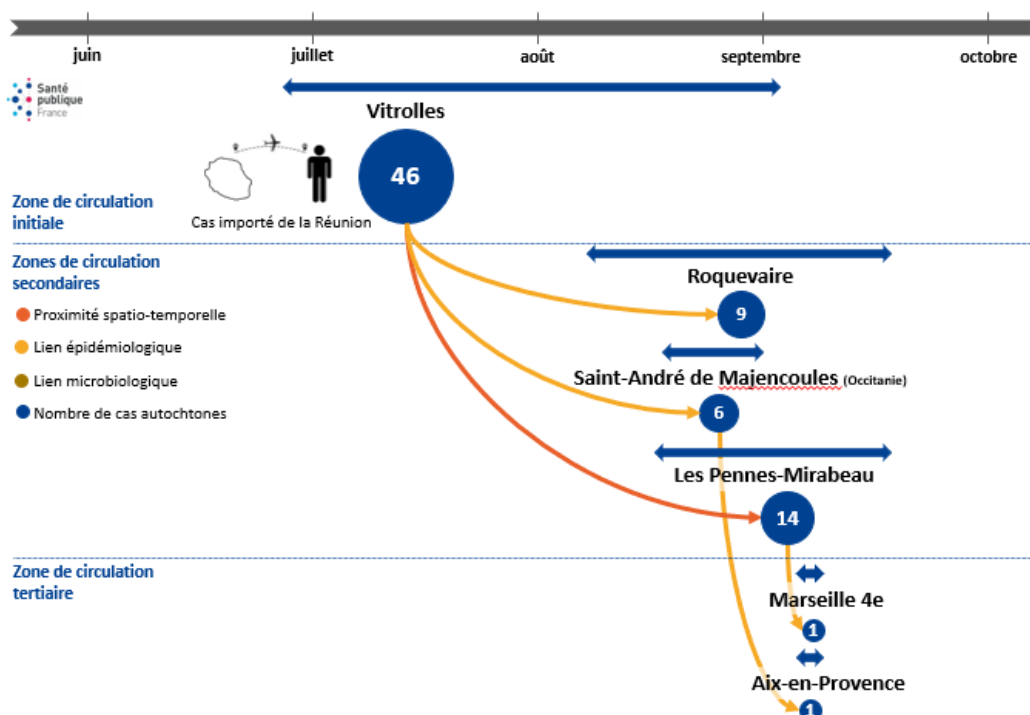 juin
juillet
août
septembre
octobre
Santé
publique
France
Vitrolles
46
Cas importé de la Réunion
Zone de circulation
initiale
Zones de circulation
secondaires
Proximité spatio-temporelle
Lien épidémiologique
Lien microbiologique
Nombre de cas autochtones
Roquevaire
9
Saint-André de Majencoules (Occitanie)
6
Les Pennes-Mirabeau
14
Zone de circulation
tertiaire
Marseille 4e
1
Aix-en-Provence
1